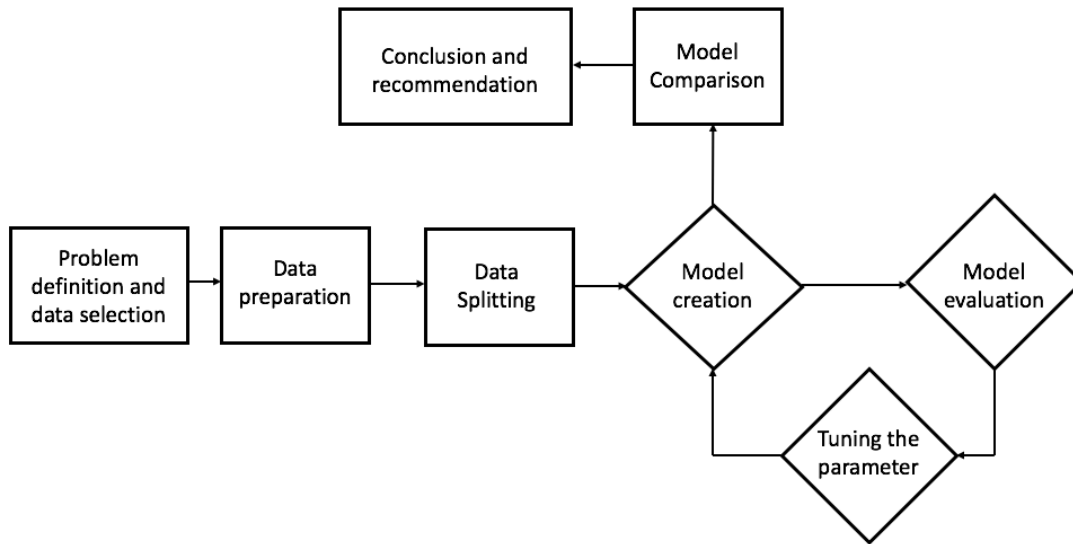 Conclusion and
recommendation
Model
Comparison
Problem
definition and
data selection
Data
preparation
Data
Splitting
Model
creation
Model
evaluation
Tuning the
parameter